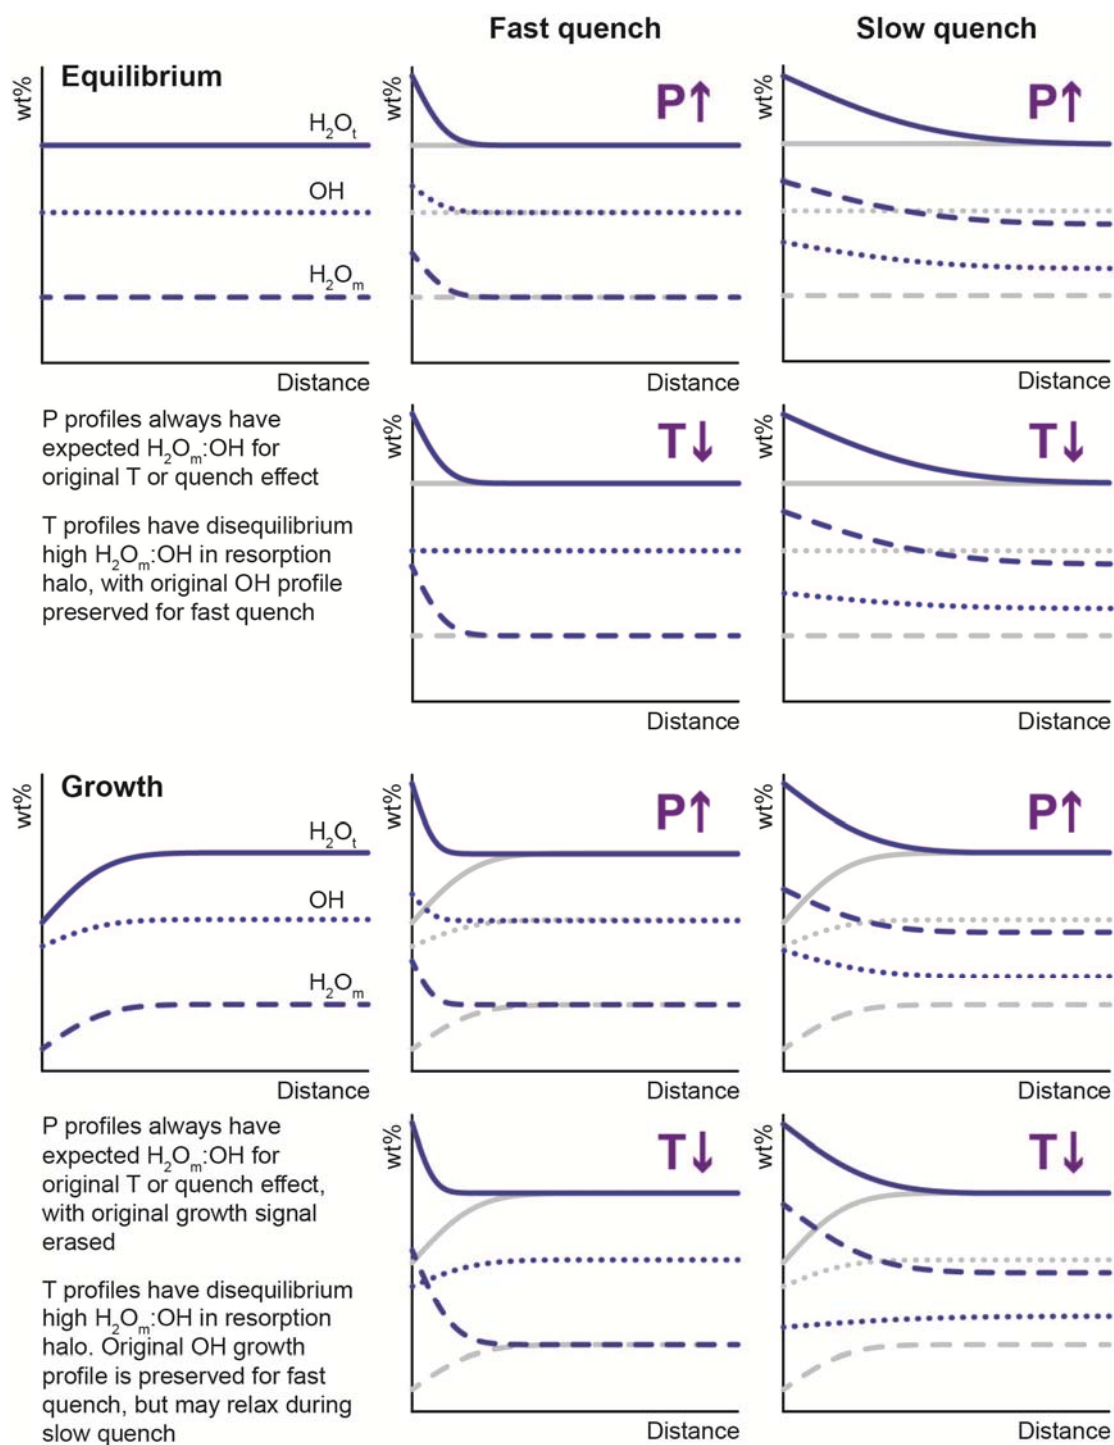 Fast quench
Slow quench
Equilibrium
wt%
H₂Oₜ
OH
H₂Oₘ
Distance
wt%
P↑
Distance
wt%
P↑
Distance
P profiles always have
expected H₂Oₘ:OH for
original T or quench effect
T profiles have disequilibrium
high H₂Oₘ:OH in resorption
halo, with original OH profile
preserved for fast quench
wt%
T↓
Distance
wt%
T↓
Distance
Growth
wt%
H₂Oₜ
OH
H₂Oₘ
Distance
wt%
P↑
Distance
wt%
P↑
Distance
P profiles always have
expected H₂Oₘ:OH for
original T or quench effect,
with original growth signal
erased
T profiles have disequilibrium
high H₂Oₘ:OH in resorption
halo. Original OH growth
profile is preserved for fast
quench, but may relax during
slow quench
wt%
T↓
Distance
wt%
T↓
Distance